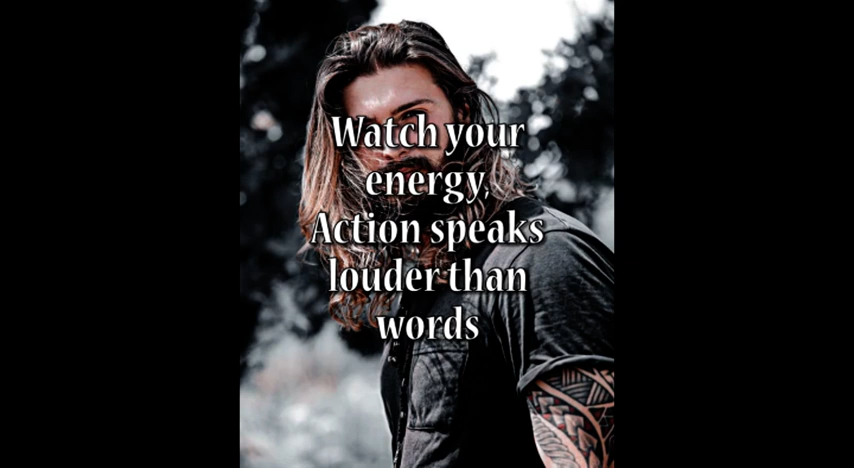 Watch your
energy,
Action speaks
louder than
words